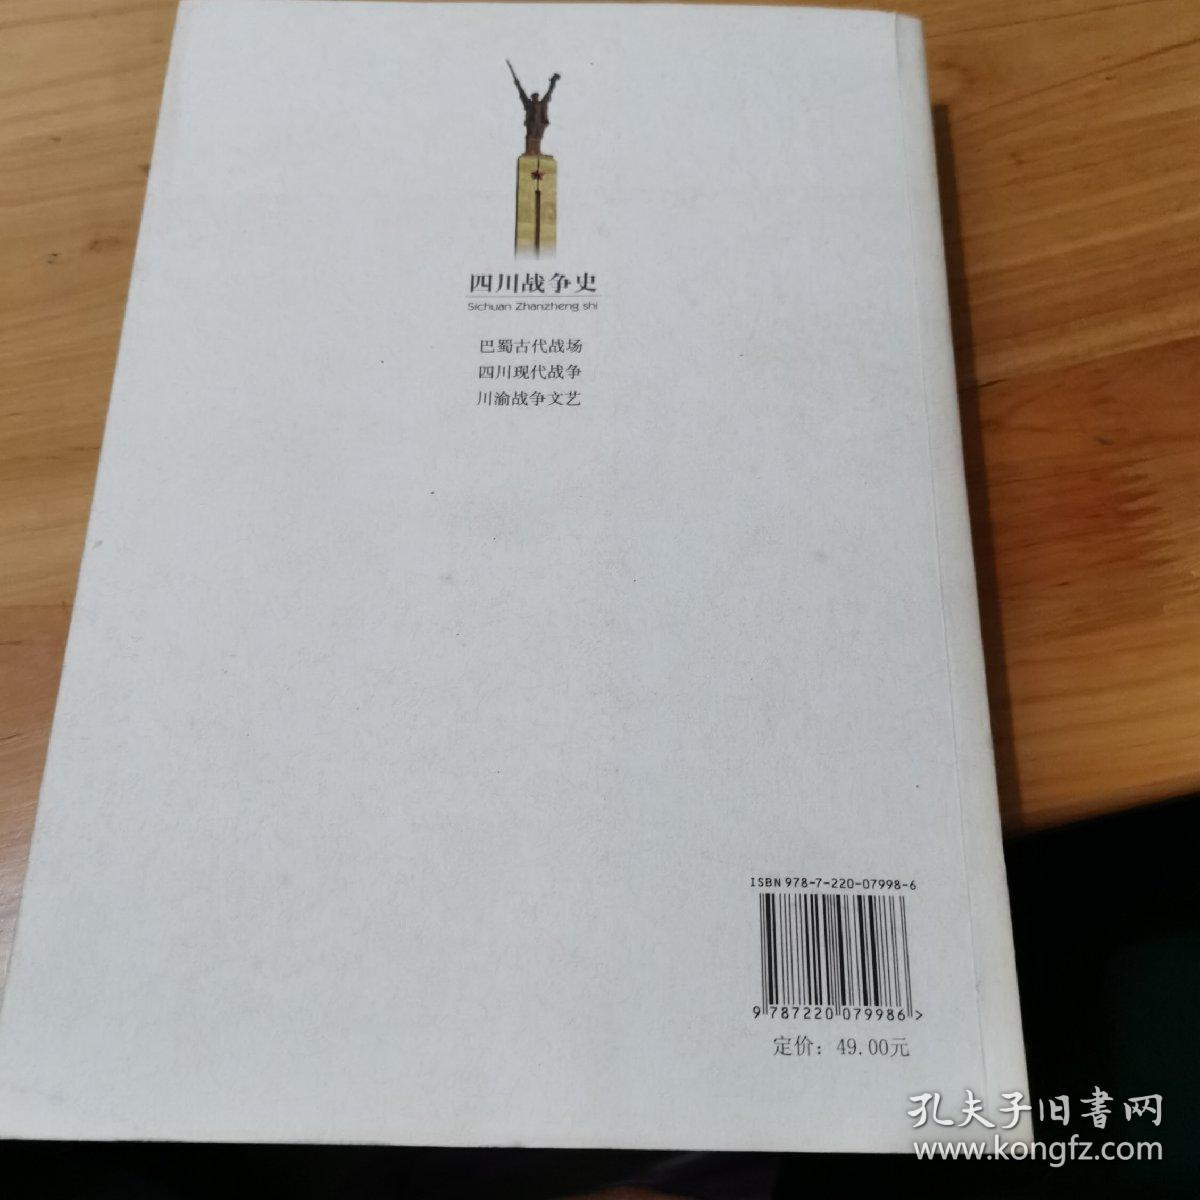 四川战争史
Sichuan Zhanzheng shi
巴蜀古代战场
四川现代战争
川渝战争文艺
ISBN 978-7-220-07998-6
9 787220 079986 >
定价：49.00元
孔夫子旧書网
www.kongfz.com